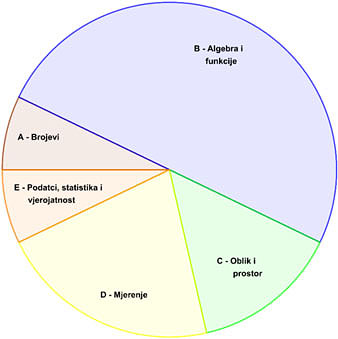 B - Algebra i
funkcije
A - Brojevi
E - Podatci, statistika i
vjerojatnost
C - Oblik i
prostor
D - Mjerenje